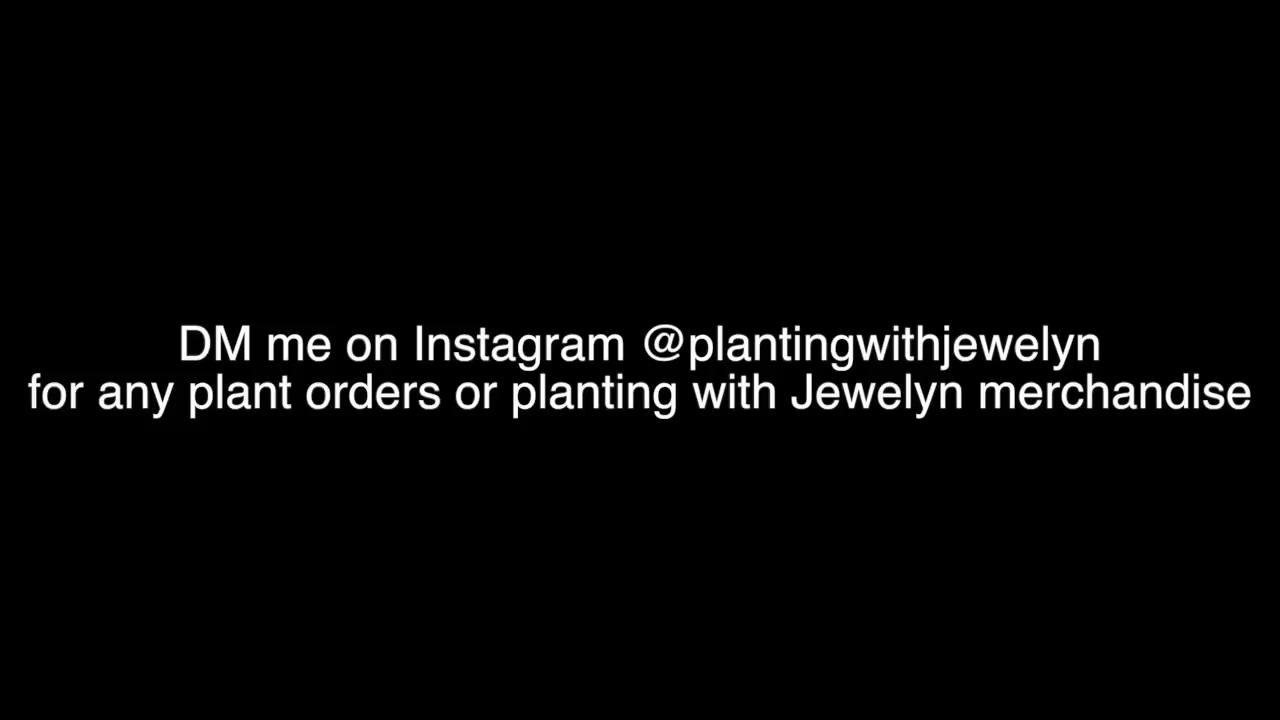 DM me on Instagram @plantingwithjewelyn
for any plant orders or planting with Jewelyn merchandise